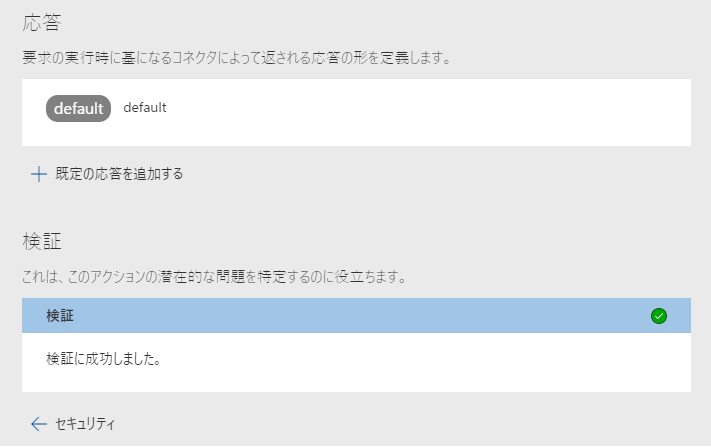 応答
要求の実行時に基になるコネクタによって返される応答の形を定義します。
default default
既定の応答を追加する
検証
これは、このアクションの潜在的な問題を特定するのに役立ちます。
検証
検証に成功しました。
セキュリティ